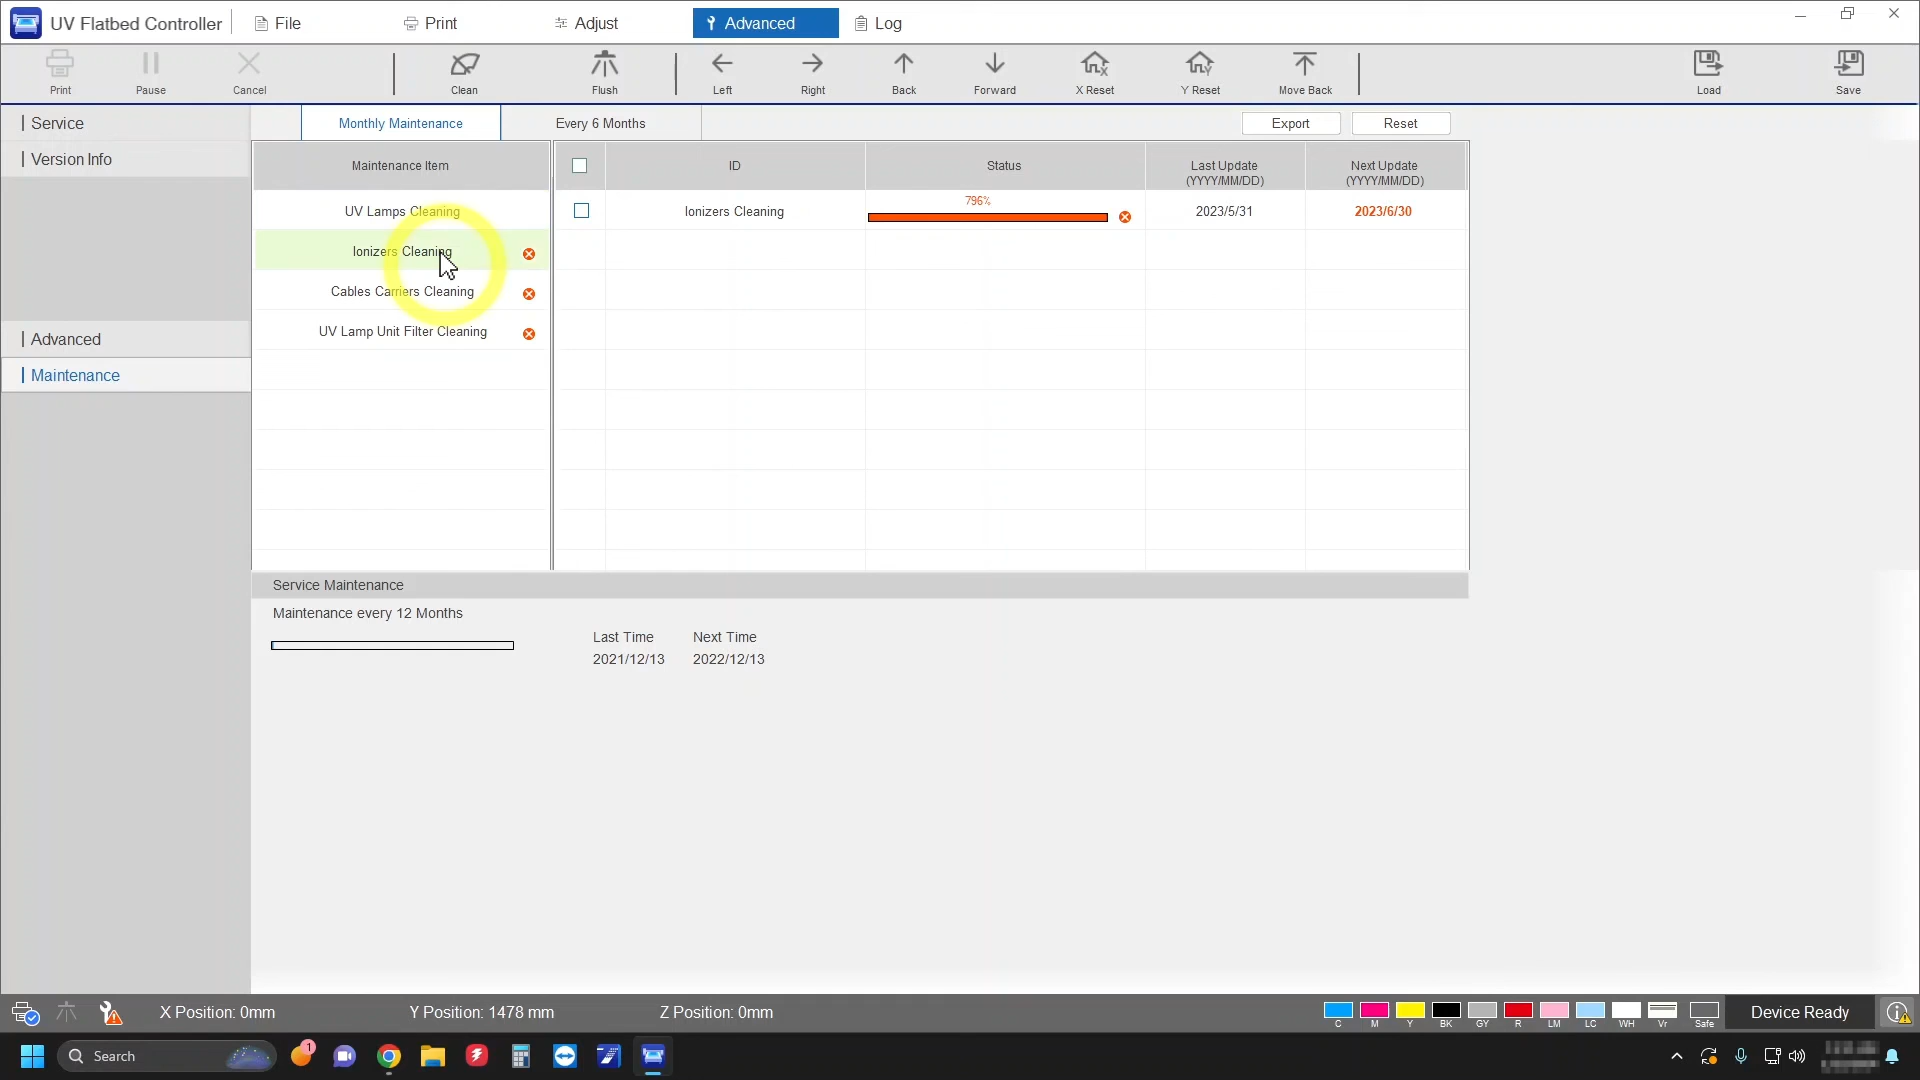 UV Flatbed Controller
File
Print
Adjust
Advanced
Log
Print
Pause
Cancel
Clean
Flush
Left
Right
Back
Forward
X Reset
Y Reset
Move Back
Load
Save
Service
Version Info
Advanced
Maintenance
Monthly Maintenance
Every 6 Months
Export
Reset
Maintenance Item
ID
Status
Last Update
(YYYY/MM/DD)
Next Update
(YYYY/MM/DD)
UV Lamps Cleaning
Ionizers Cleaning
796%
2023/5/31
2023/6/30
Ionizers Cleaning
Cables Carriers Cleaning
UV Lamp Unit Filter Cleaning
Service Maintenance
Maintenance every 12 Months
Last Time
Next Time
2021/12/13
2022/12/13
X Position: 0mm
Y Position: 1478 mm
Z Position: 0mm
C
M
Y
BK
GY
R
LM
LC
WH
Vr
Safe
Device Ready
Search
1